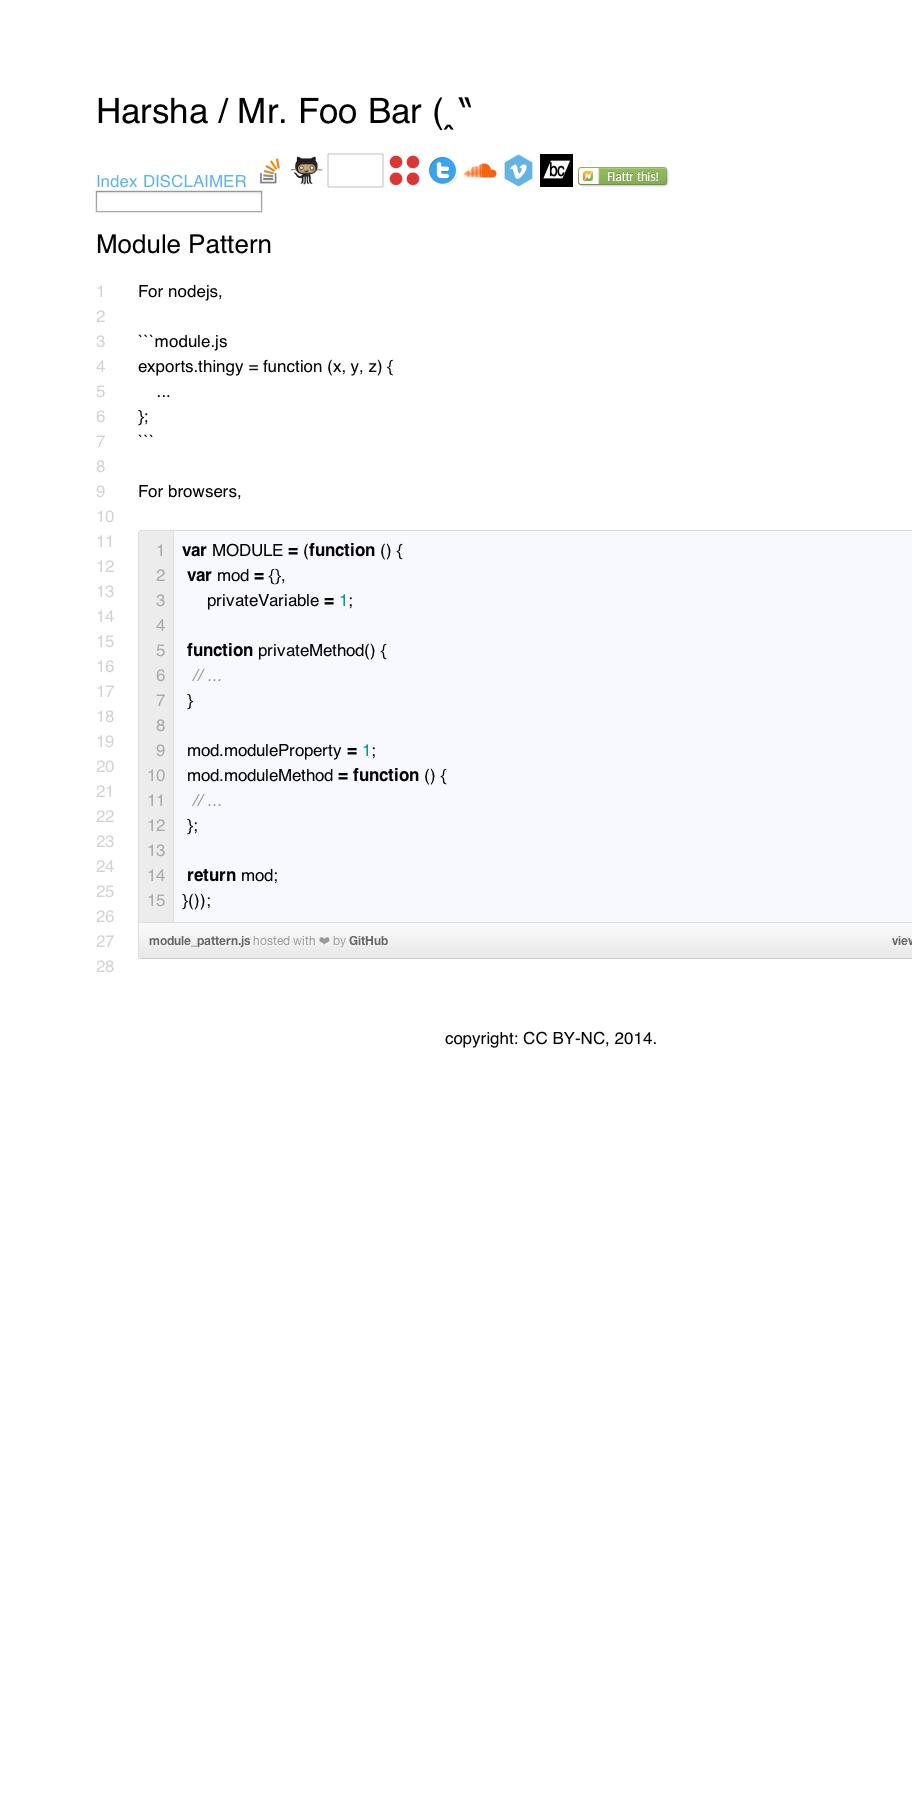 Harsha / Mr. Foo Bar (‸‶
Index DISCLAIMER bc Flattr this!
Module Pattern
1 For nodejs,
2
3 ```module.js
4 exports.thingy = function (x, y, z) {
5     ...
6 };
7 ```
8
9 For browsers,
10
11
12
13
14
15
16
17
18
19
20
21
22
23
24
25
26
27
28
1 var MODULE = (function () {
2  var mod = {},
3      privateVariable = 1;
4
5  function privateMethod() {
6   // ...
7  }
8
9  mod.moduleProperty = 1;
10  mod.moduleMethod = function () {
11   // ...
12  };
13
14  return mod;
15 }());
module_pattern.js hosted with ❤ by GitHub view
copyright: CC BY-NC, 2014.